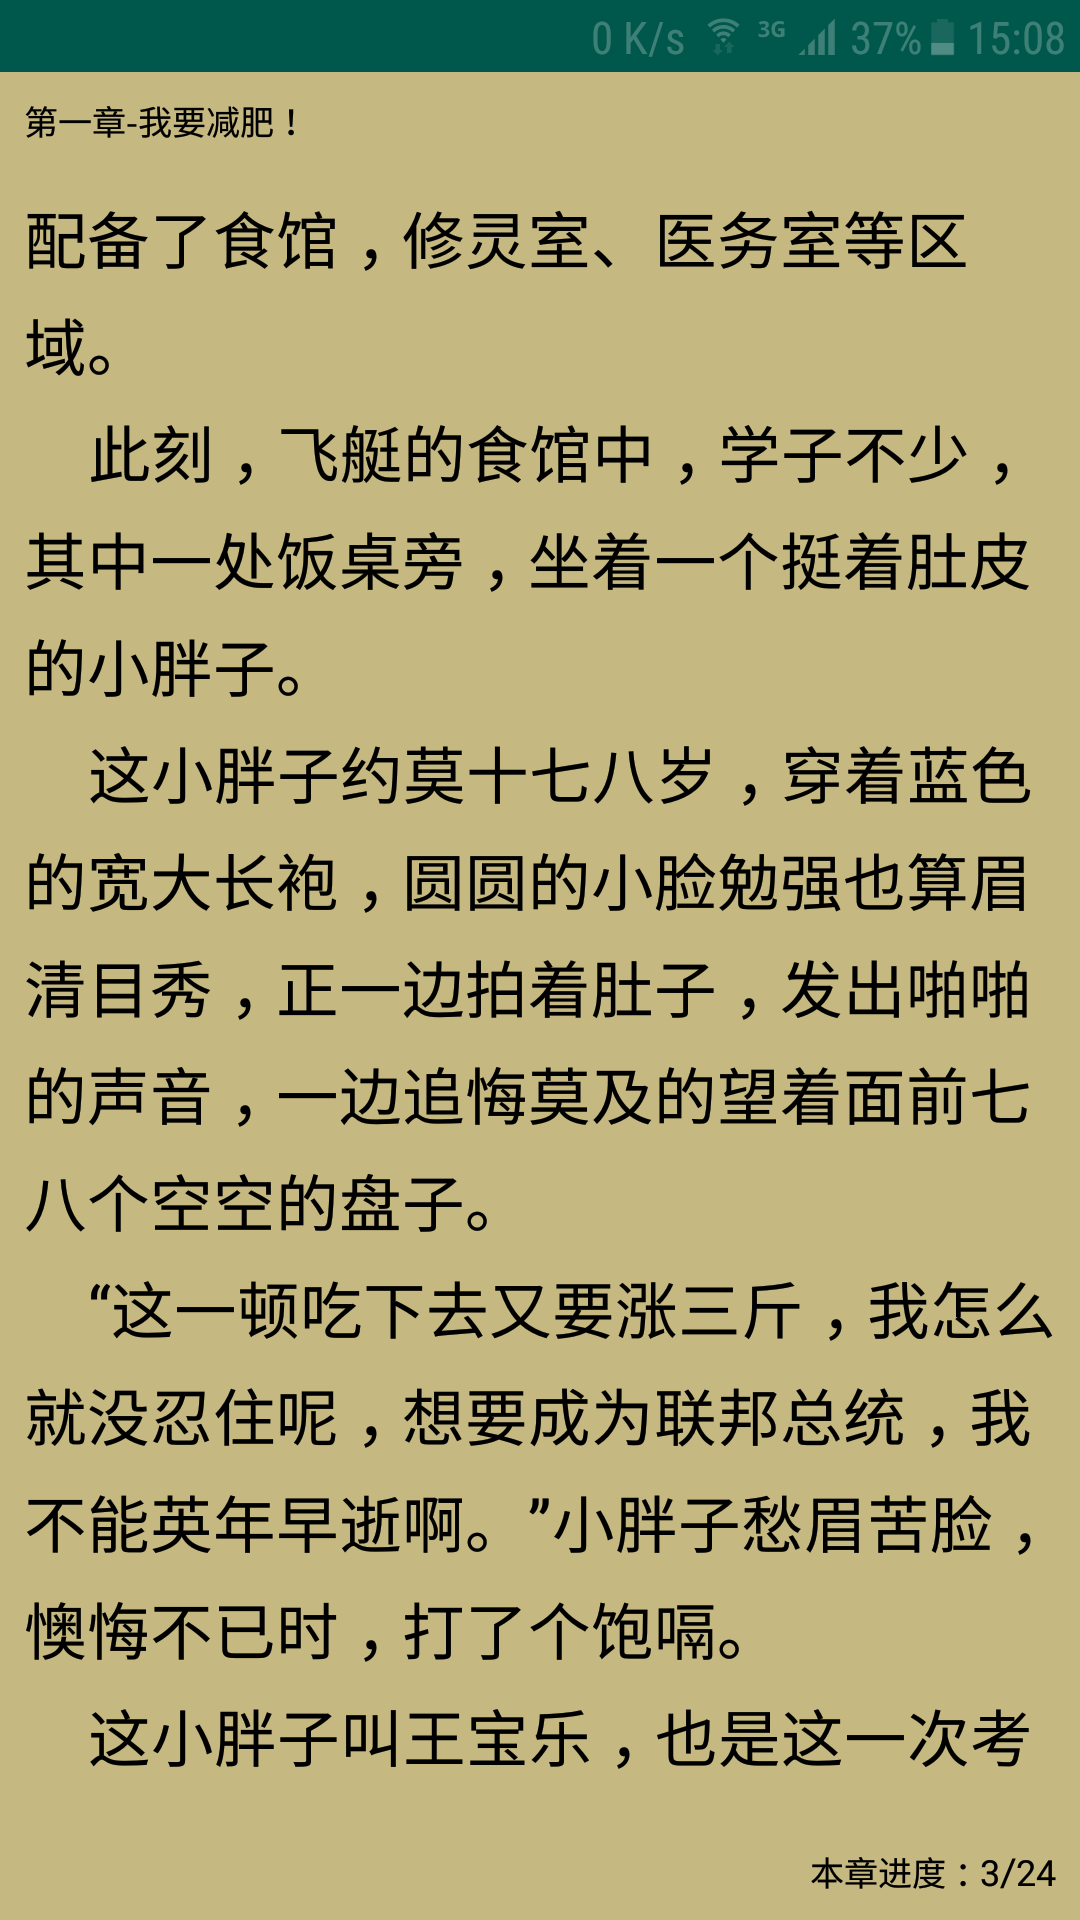 0 K/s 3G 37% 15:08
第一章-我要减肥！
配备了食馆，修灵室、医务室等区
域。
此刻，飞艇的食馆中，学子不少，
其中一处饭桌旁，坐着一个挺着肚皮
的小胖子。
这小胖子约莫十七八岁，穿着蓝色
的宽大长袍，圆圆的小脸勉强也算眉
清目秀，正一边拍着肚子，发出啪啪
的声音，一边追悔莫及的望着面前七
八个空空的盘子。
“这一顿吃下去又要涨三斤，我怎么
就没忍住呢，想要成为联邦总统，我
不能英年早逝啊。”小胖子愁眉苦脸，
懊悔不已时，打了个饱嗝。
这小胖子叫王宝乐，也是这一次考
本章进度：3/24